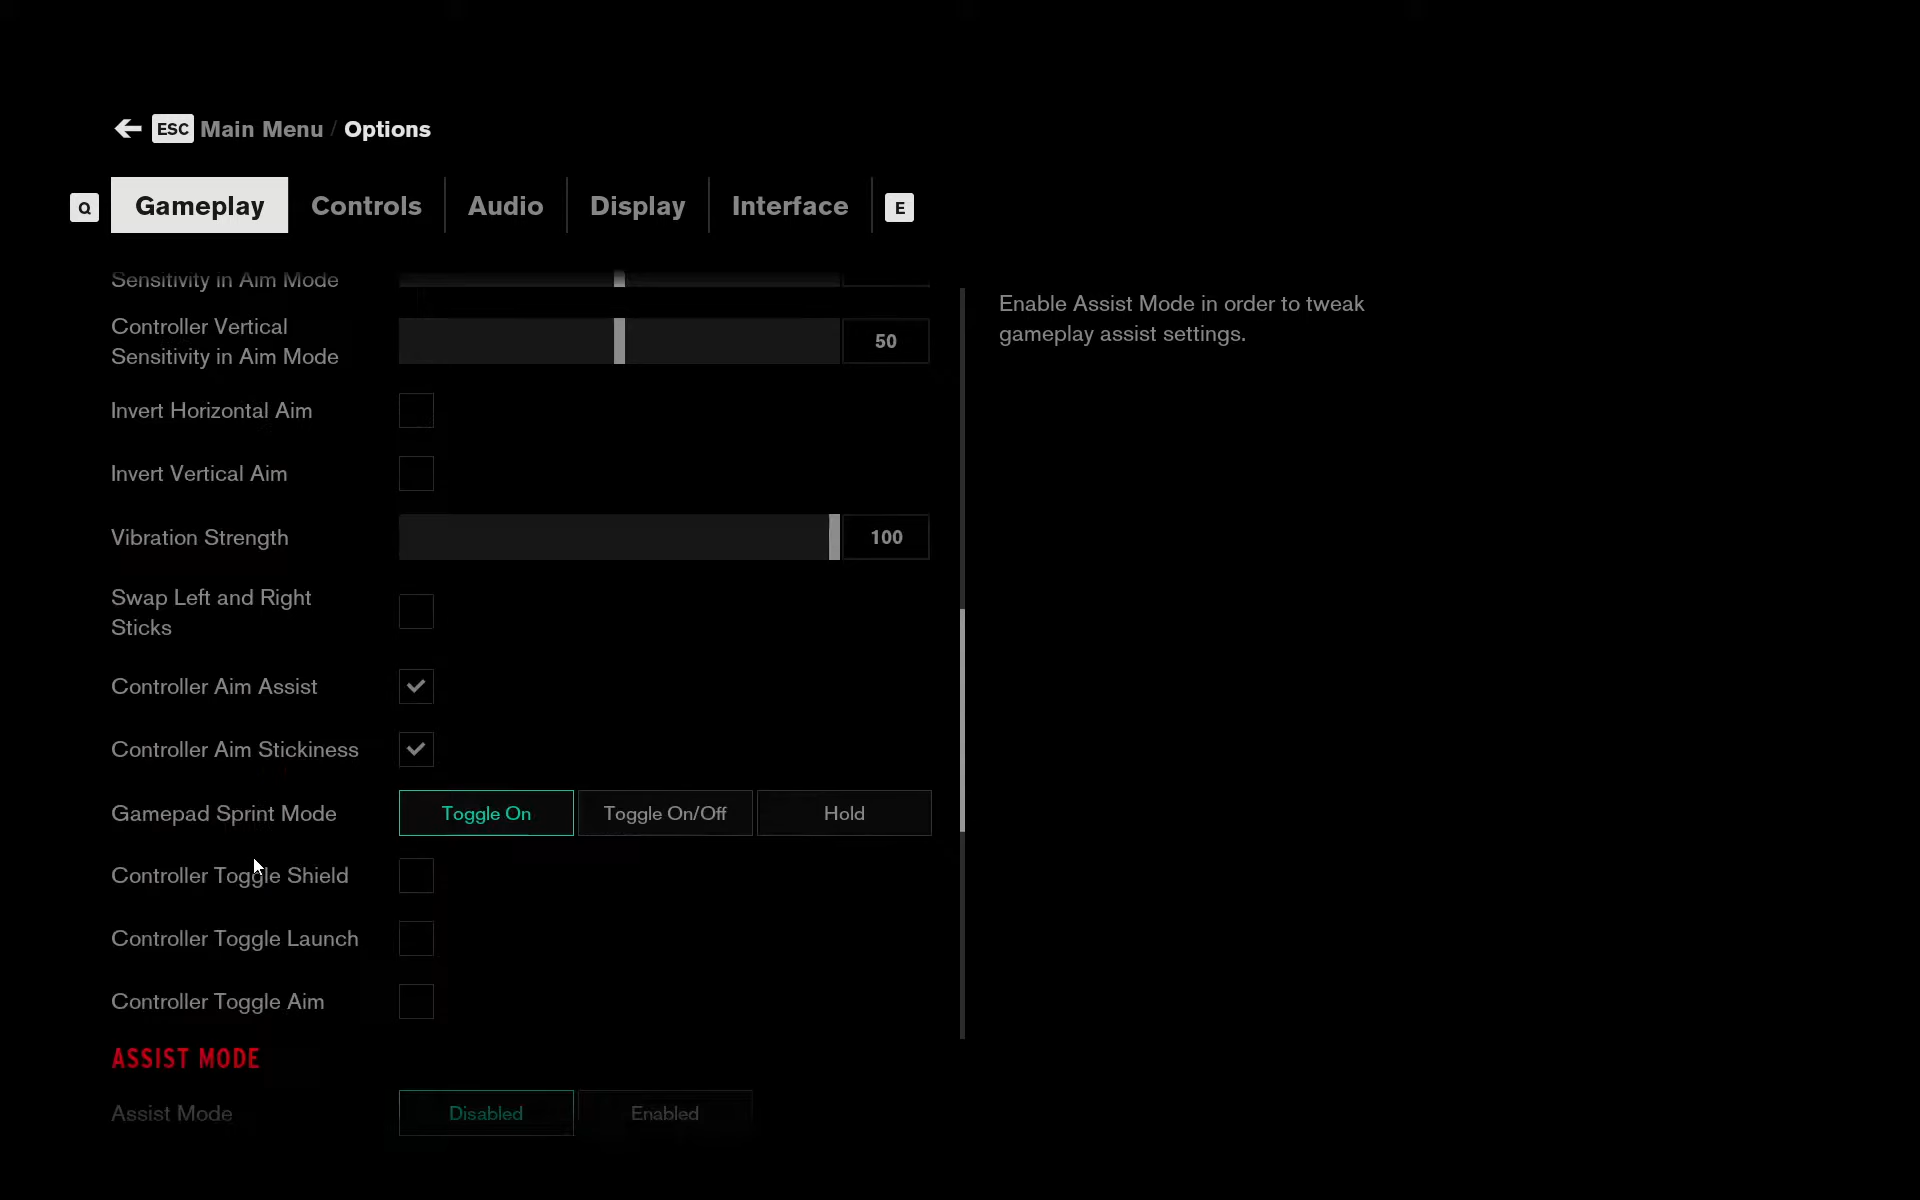 ESC Main Menu / Options
Q Gameplay Controls Audio Display Interface E
Sensitivity in Aim Mode
Enable Assist Mode in order to tweak
gameplay assist settings.
Controller Vertical
Sensitivity in Aim Mode
50
Invert Horizontal Aim
Invert Vertical Aim
Vibration Strength 100
Swap Left and Right
Sticks
Controller Aim Assist
Controller Aim Stickiness
Gamepad Sprint Mode Toggle On Toggle On/Off Hold
Controller Toggle Shield
Controller Toggle Launch
Controller Toggle Aim
ASSIST MODE
Assist Mode Disabled Enabled